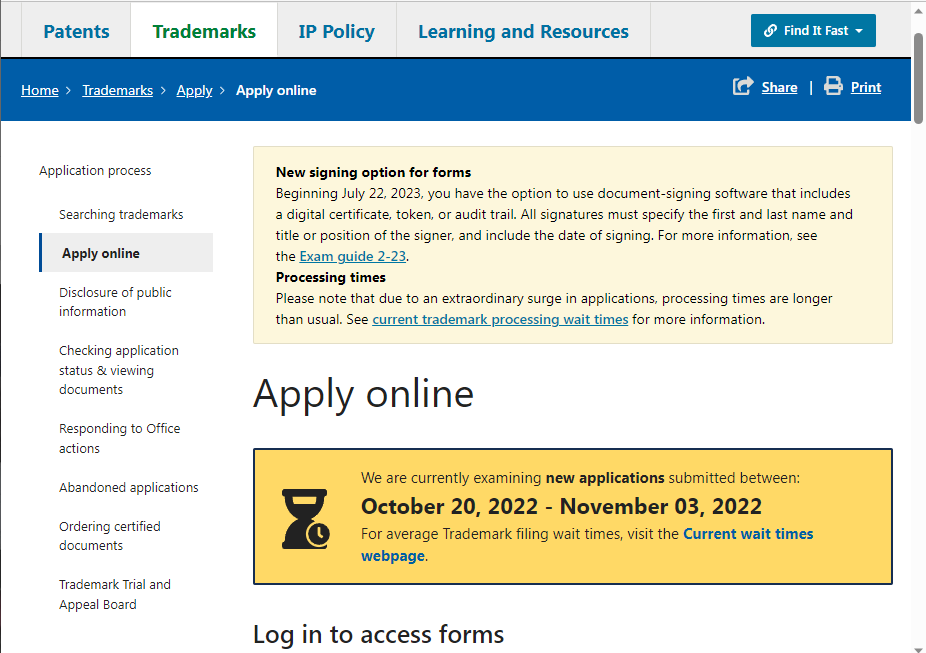 Patents
Trademarks
IP Policy
Learning and Resources
Find It Fast
Home > Trademarks > Apply > Apply online
Share | Print
Application process
Searching trademarks
Apply online
Disclosure of public
information
Checking application
status & viewing
documents
Responding to Office
actions
Abandoned applications
Ordering certified
documents
Trademark Trial and
Appeal Board
New signing option for forms
Beginning July 22, 2023, you have the option to use document-signing software that includes
a digital certificate, token, or audit trail. All signatures must specify the first and last name and
title or position of the signer, and include the date of signing. For more information, see
the Exam guide 2-23.
Processing times
Please note that due to an extraordinary surge in applications, processing times are longer
than usual. See current trademark processing wait times for more information.
Apply online
We are currently examining new applications submitted between:
October 20, 2022 - November 03, 2022
For average Trademark filing wait times, visit the Current wait times
webpage.
Log in to access forms